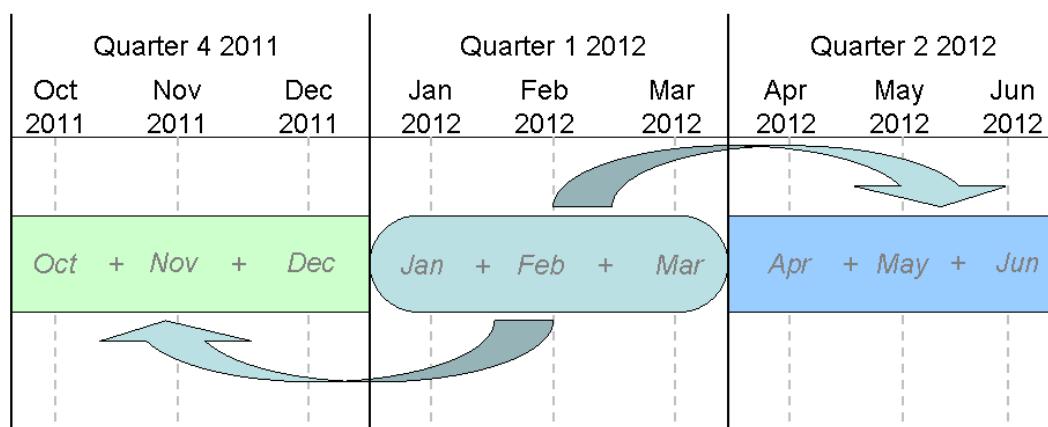 Quarter 4 2011 Quarter 1 2012 Quarter 2 2012
Oct Nov Dec Jan Feb Mar Apr May Jun
2011 2011 2011 2012 2012 2012 2012 2012 2012
Oct + Nov + Dec Jan + Feb + Mar Apr + May + Jun